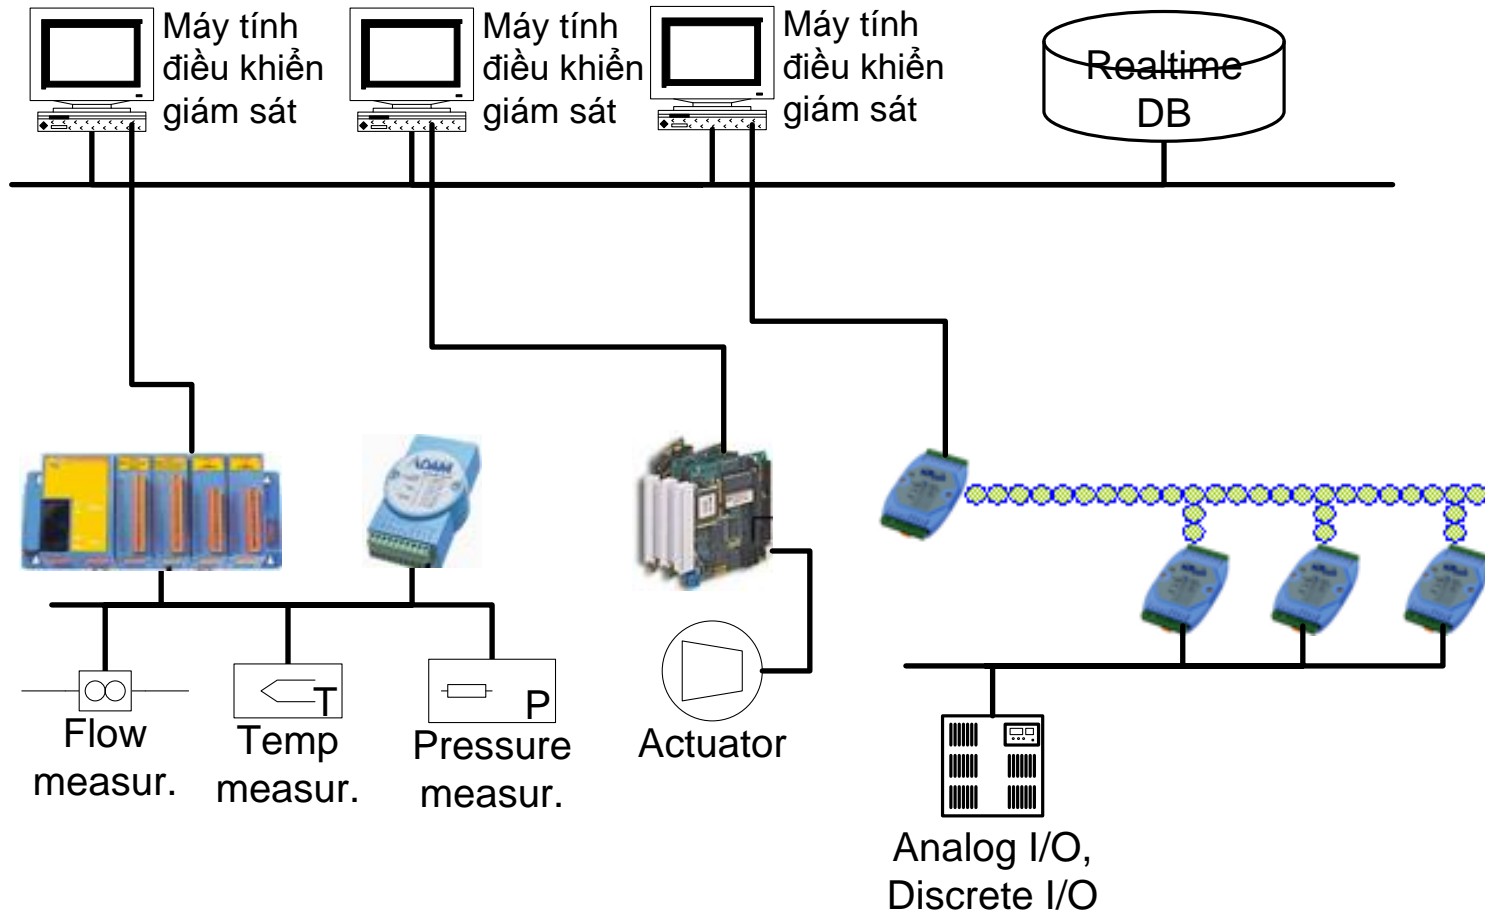 Máy tính
điều khiển
giám sát
Máy tính
điều khiển
giám sát
Máy tính
điều khiển
giám sát
Realtime
DB
ADAM
T
P
Flow
measur.
Temp
measur.
Pressure
measur.
Actuator
Analog I/O,
Discrete I/O